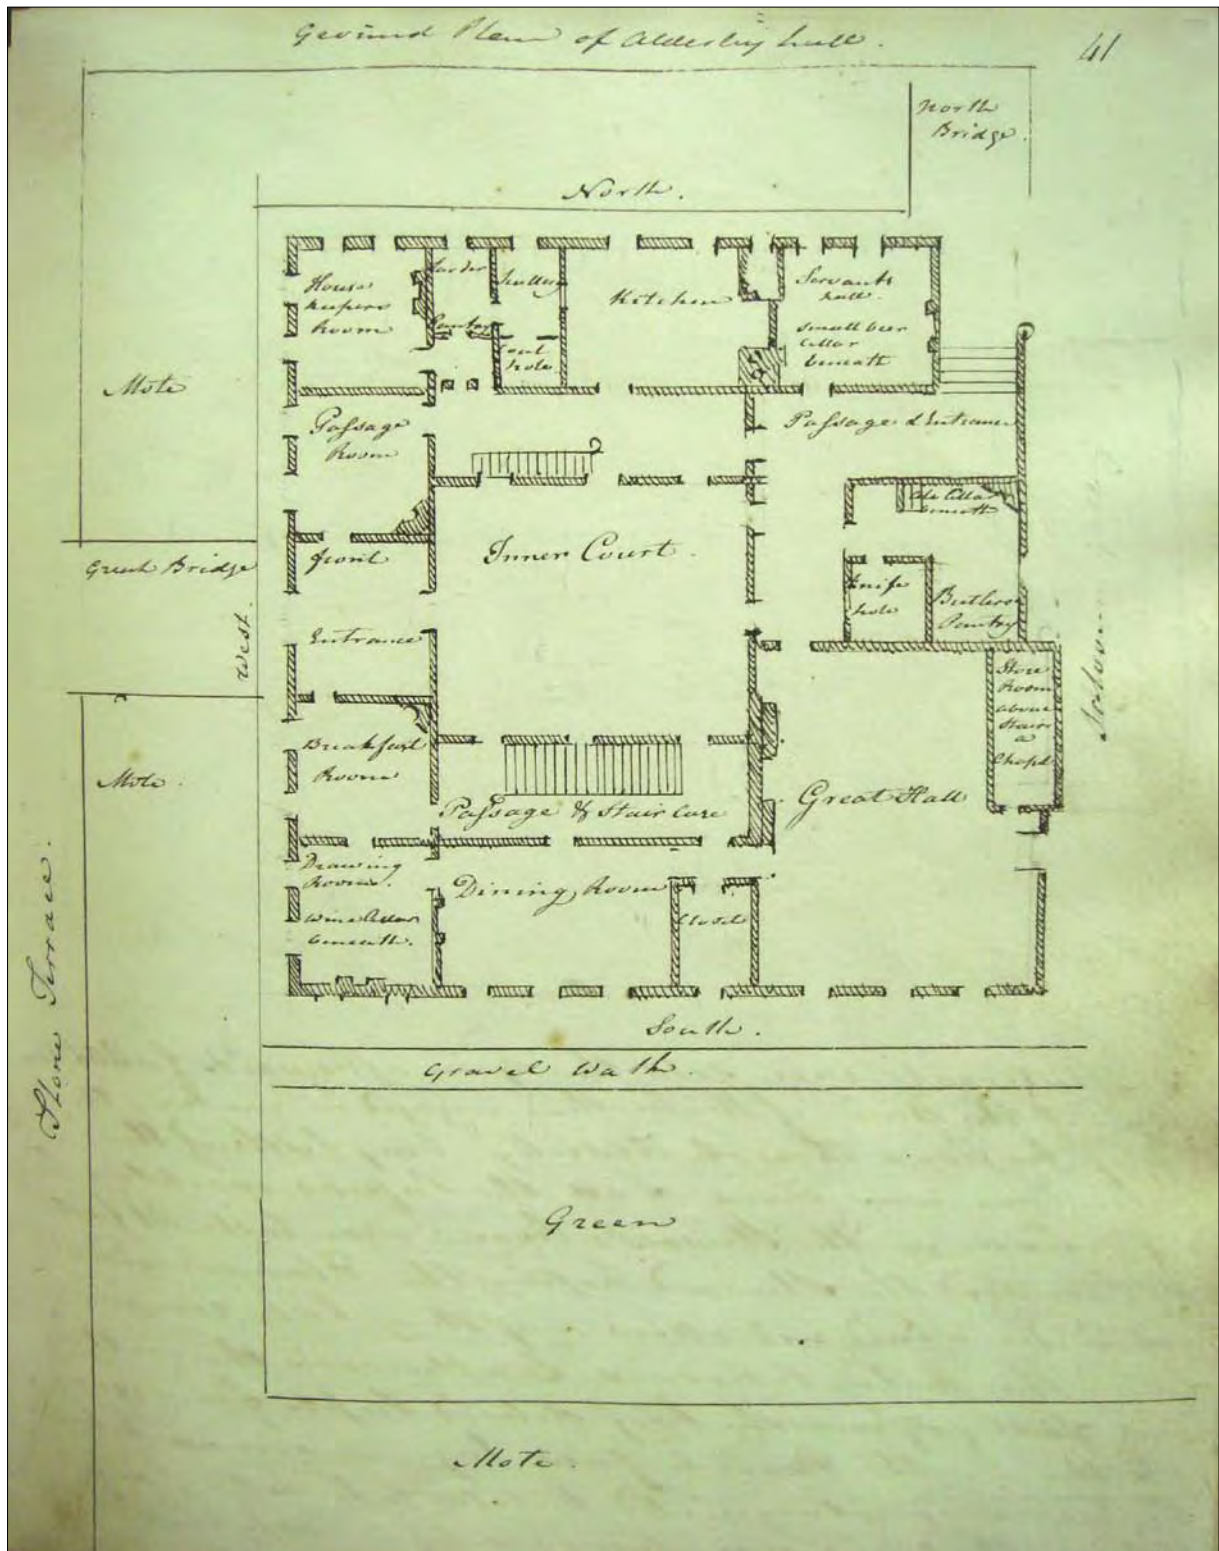 Ground Plan of Alderley hall.
41
North
Bridge.
North.
House
keepers
Room
Larder
Scullery
Pantry
Coal
hole
Kitchen
Servants
hall.
Small beer
Cellar
beneath
Mote
Passage
Room
Passage & Entrance
Ale Cellar
beneath
Great Bridge
front
Entrance
Inner Court.
Knife
hole
Butlers
Pantry
West.
Store
Room
above
Stairs
a
Chapel
Mote.
Breakfast
Room
Passage & Stair Case
Great Hall
Drawing
Room.
Wine Cellar
beneath.
Dining Room
Closet
Stone Terrace.
South.
Gravel Walk.
Green
Mote.